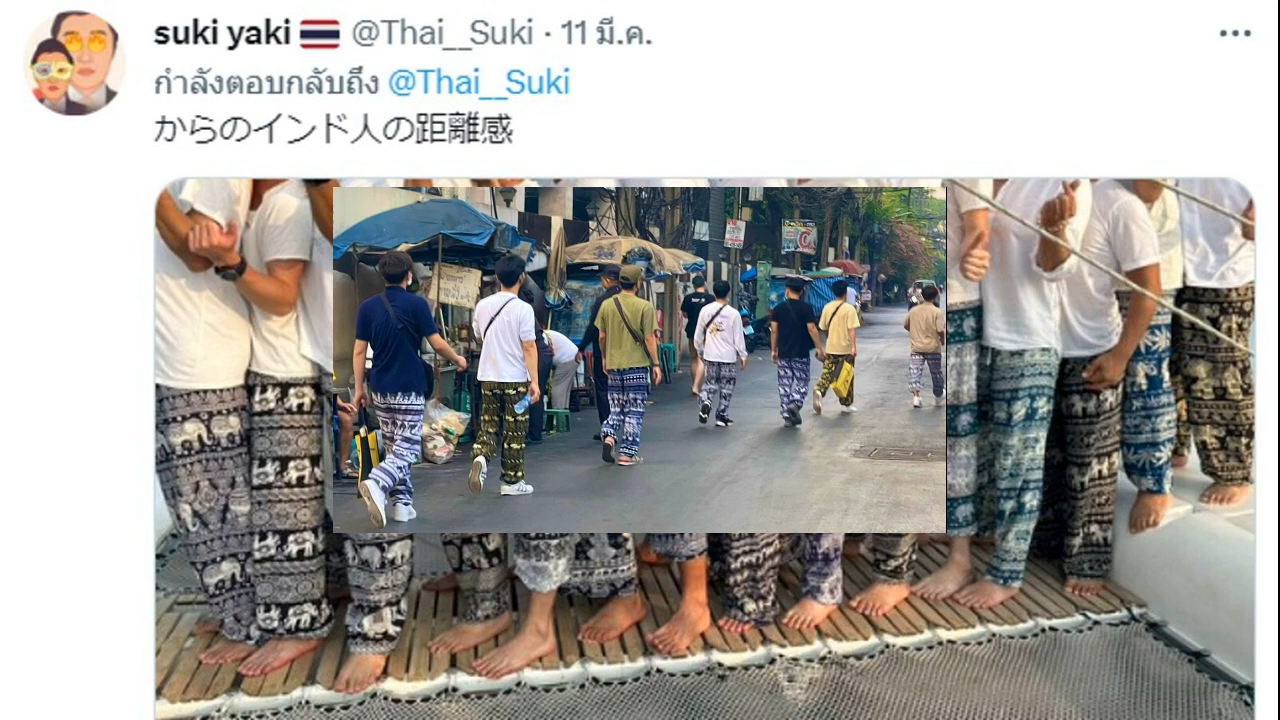 suki yaki 🇹🇭 @Thai__Suki · 11 มี.ค.
กำลังตอบกลับถึง @Thai__Suki
からのインド人の距離感